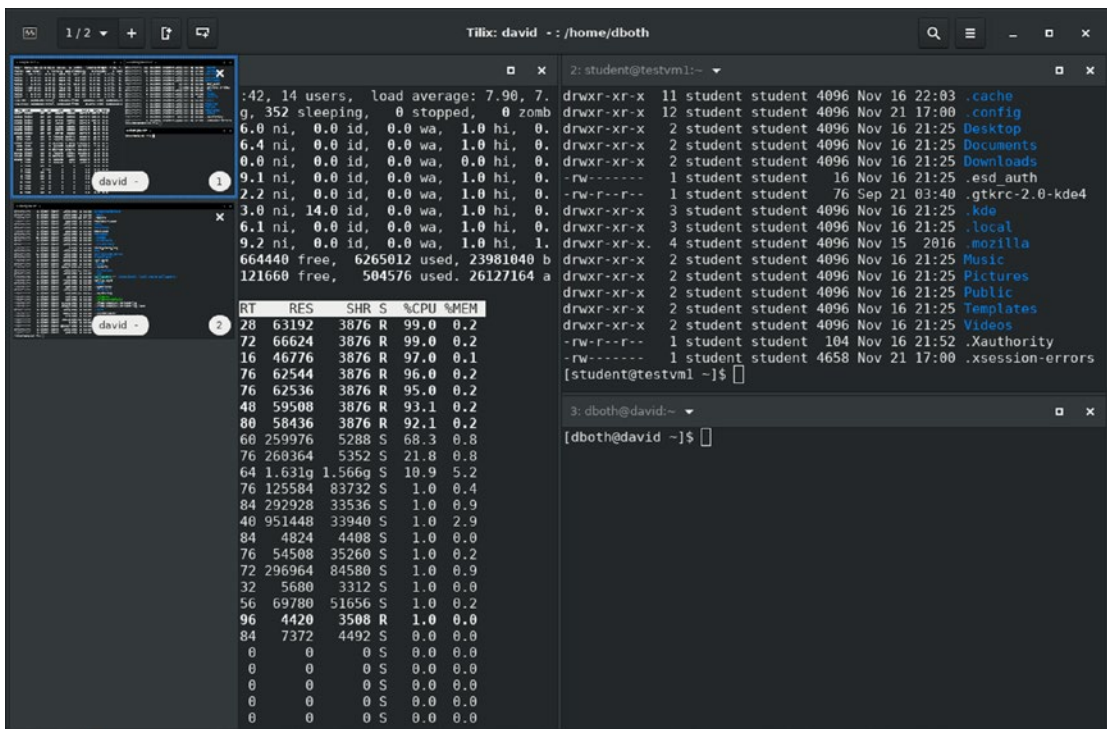 1 / 2
Tilix: david - : /home/dboth
david -
1
david -
2
:42, 14 users, load average: 7.90, 7.
g, 352 sleeping, 0 stopped, 0 zomb
6.0 ni, 0.0 id, 0.0 wa, 1.0 hi, 0.
6.4 ni, 0.0 id, 0.0 wa, 1.0 hi, 0.
0.0 ni, 0.0 id, 0.0 wa, 0.0 hi, 0.
9.1 ni, 0.0 id, 0.0 wa, 1.0 hi, 0.
2.2 ni, 0.0 id, 0.0 wa, 1.0 hi, 0.
3.0 ni, 14.0 id, 0.0 wa, 1.0 hi, 0.
6.1 ni, 0.0 id, 0.0 wa, 1.0 hi, 0.
9.2 ni, 0.0 id, 0.0 wa, 1.0 hi, 1.
664440 free, 6265012 used, 23981040 b
121660 free, 504576 used. 26127164 a
RT RES SHR S %CPU %MEM
28 63192 3876 R 99.0 0.2
72 66624 3876 R 99.0 0.2
16 46776 3876 R 97.0 0.1
76 62544 3876 R 96.0 0.2
76 62536 3876 R 95.0 0.2
48 59508 3876 R 93.1 0.2
80 58436 3876 R 92.1 0.2
60 259976 5288 S 68.3 0.8
76 260364 5352 S 21.8 0.8
64 1.631g 1.566g S 10.9 5.2
76 125584 83732 S 1.0 0.4
84 292928 33536 S 1.0 0.9
40 951448 33940 S 1.0 2.9
84 4824 4408 S 1.0 0.0
76 54508 35260 S 1.0 0.2
72 296964 84580 S 1.0 0.9
32 5680 3312 S 1.0 0.0
56 69780 51656 S 1.0 0.2
96 4420 3508 R 1.0 0.0
84 7372 4492 S 0.0 0.0
0 0 0 S 0.0 0.0
0 0 0 S 0.0 0.0
0 0 0 S 0.0 0.0
0 0 0 S 0.0 0.0
0 0 0 S 0.0 0.0
2: student@testvm1:~
drwxr-xr-x 11 student student 4096 Nov 16 22:03 .cache
drwxr-xr-x 12 student student 4096 Nov 21 17:00 .config
drwxr-xr-x 2 student student 4096 Nov 16 21:25 Desktop
drwxr-xr-x 2 student student 4096 Nov 16 21:25 Documents
drwxr-xr-x 2 student student 4096 Nov 16 21:25 Downloads
-rw------- 1 student student 16 Nov 16 21:25 .esd_auth
-rw-r--r-- 1 student student 76 Sep 21 03:40 .gtkrc-2.0-kde4
drwxr-xr-x 3 student student 4096 Nov 16 21:25 .kde
drwxr-xr-x 3 student student 4096 Nov 16 21:25 .local
drwxr-xr-x. 4 student student 4096 Nov 15 2016 .mozilla
drwxr-xr-x 2 student student 4096 Nov 16 21:25 Music
drwxr-xr-x 2 student student 4096 Nov 16 21:25 Pictures
drwxr-xr-x 2 student student 4096 Nov 16 21:25 Public
drwxr-xr-x 2 student student 4096 Nov 16 21:25 Templates
drwxr-xr-x 2 student student 4096 Nov 16 21:25 Videos
-rw-r--r-- 1 student student 104 Nov 16 21:52 .Xauthority
-rw------- 1 student student 4658 Nov 21 17:00 .xsession-errors
[student@testvm1 ~]$
3: dboth@david:~
[dboth@david ~]$